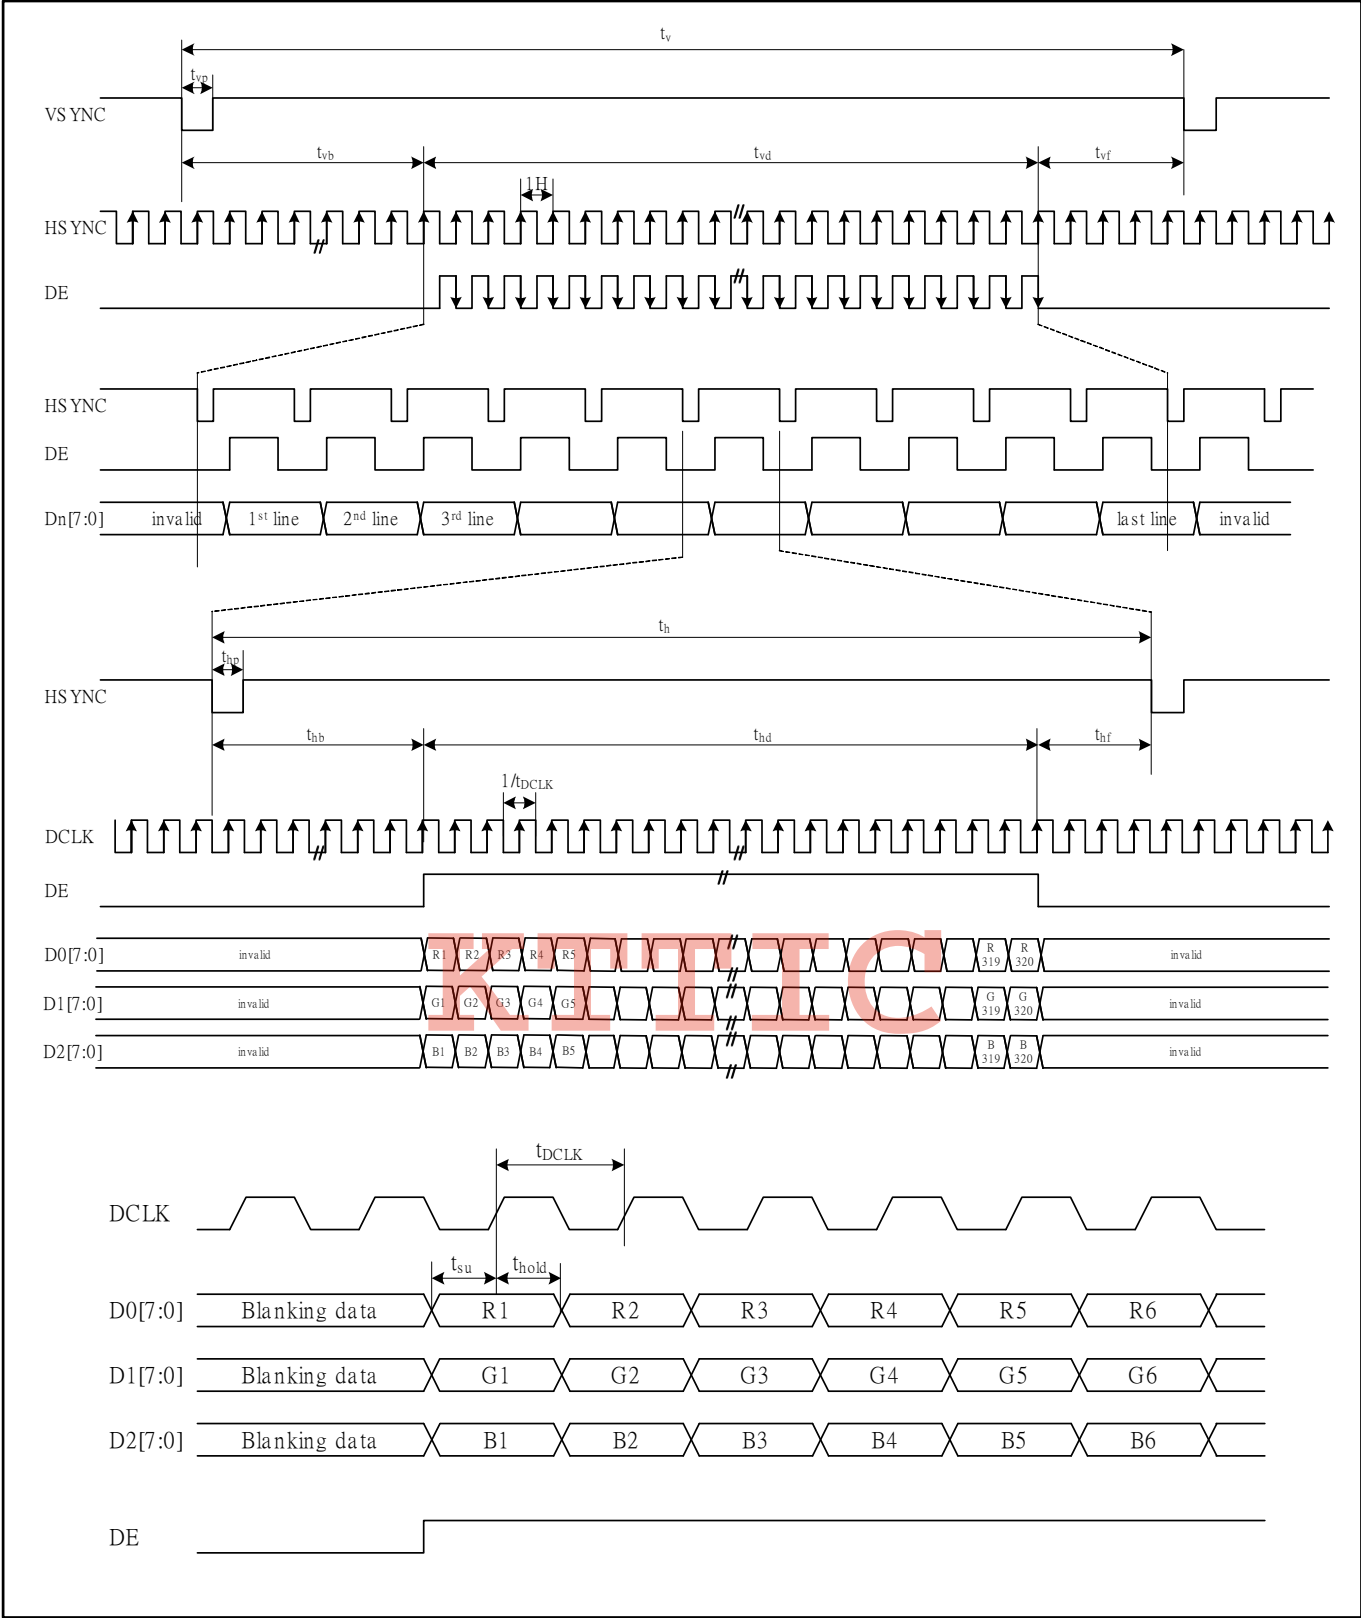 tv
tvp
VSYNC
tvb tvd tvf
1H
HSYNC
DE
HSYNC
DE
Dn[7:0] invalid 1st line 2nd line 3rd line last line invalid
th
thp
HSYNC
thb thd thf
1/tDCLK
DCLK
DE
D0[7:0] invalid R1 R2 R3 R4 R5 R 319 R 320 invalid
D1[7:0] invalid G1 G2 G3 G4 G5 G 319 G 320 invalid
D2[7:0] invalid B1 B2 B3 B4 B5 B 319 B 320 invalid
KTTIC
tDCLK
DCLK
tsu thold
D0[7:0] Blanking data R1 R2 R3 R4 R5 R6
D1[7:0] Blanking data G1 G2 G3 G4 G5 G6
D2[7:0] Blanking data B1 B2 B3 B4 B5 B6
DE